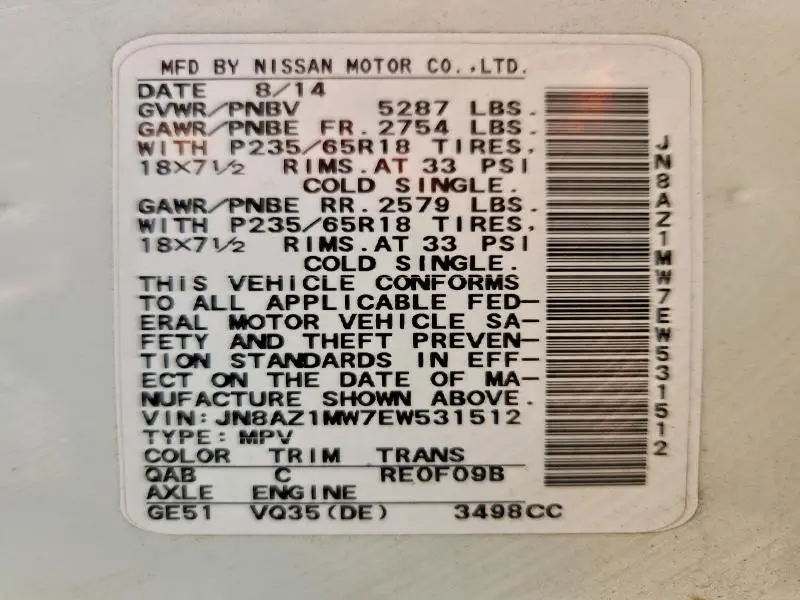 MFD BY NISSAN MOTOR CO.,LTD.
DATE 8/14
GVWR/PNBV 5287 LBS.
GAWR/PNBE FR. 2754 LBS.
WITH P235/65R18 TIRES,
18X7 1/2 RIMS.AT 33 PSI
COLD SINGLE.
GAWR/PNBE RR. 2579 LBS.
WITH P235/65R18 TIRES,
18X7 1/2 RIMS.AT 33 PSI
COLD SINGLE.
THIS VEHICLE CONFORMS
TO ALL APPLICABLE FED-
ERAL MOTOR VEHICLE SA-
FETY AND THEFT PREVEN-
TION STANDARDS IN EFF-
ECT ON THE DATE OF MA-
NUFACTURE SHOWN ABOVE.
VIN:JN8AZ1MW7EW531512
TYPE:MPV
COLOR TRIM TRANS
QAB C RE0F09B
AXLE ENGINE
GE51 VQ35(DE) 3498CC
JN8AZ1MW7EW531512